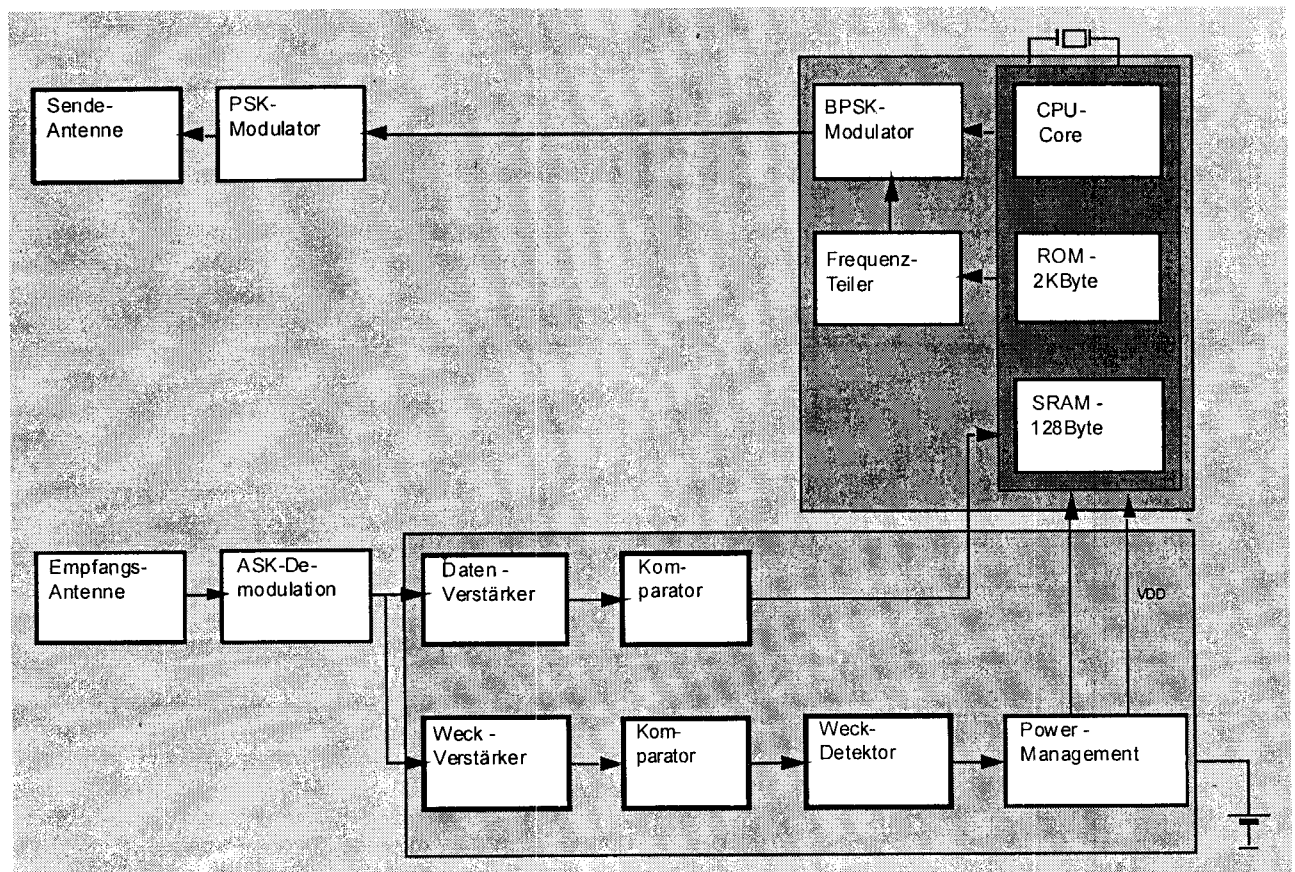 Sende-
Antenne
PSK-
Modulator
BPSK-
Modulator
CPU-
Core
Frequenz-
Teiler
ROM -
2KByte
SRAM -
128Byte
Empfangs-
Antenne
ASK-De-
modulation
Daten -
Verstärker
Kom-
parator
VDD
Weck -
Verstärker
Kom-
parator
Weck-
Detektor
Power -
Management